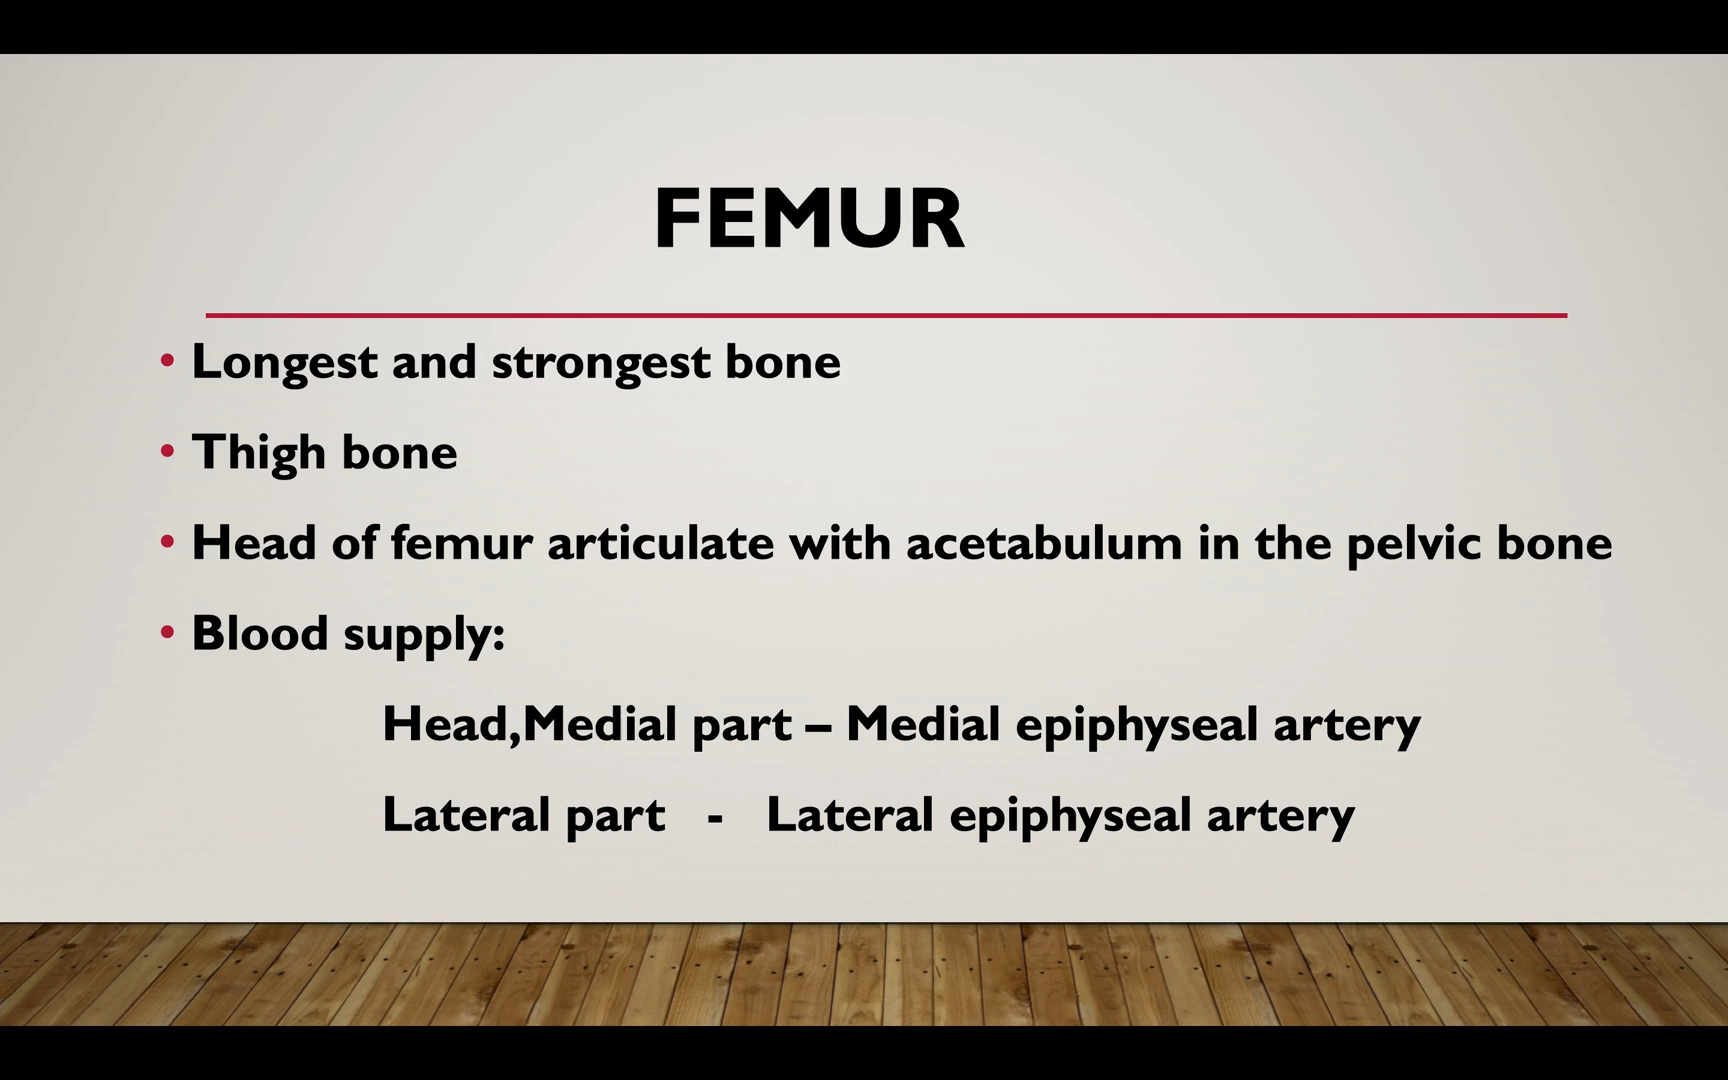 FEMUR
• Longest and strongest bone
• Thigh bone
• Head of femur articulate with acetabulum in the pelvic bone
• Blood supply:
Head,Medial part – Medial epiphyseal artery
Lateral part - Lateral epiphyseal artery